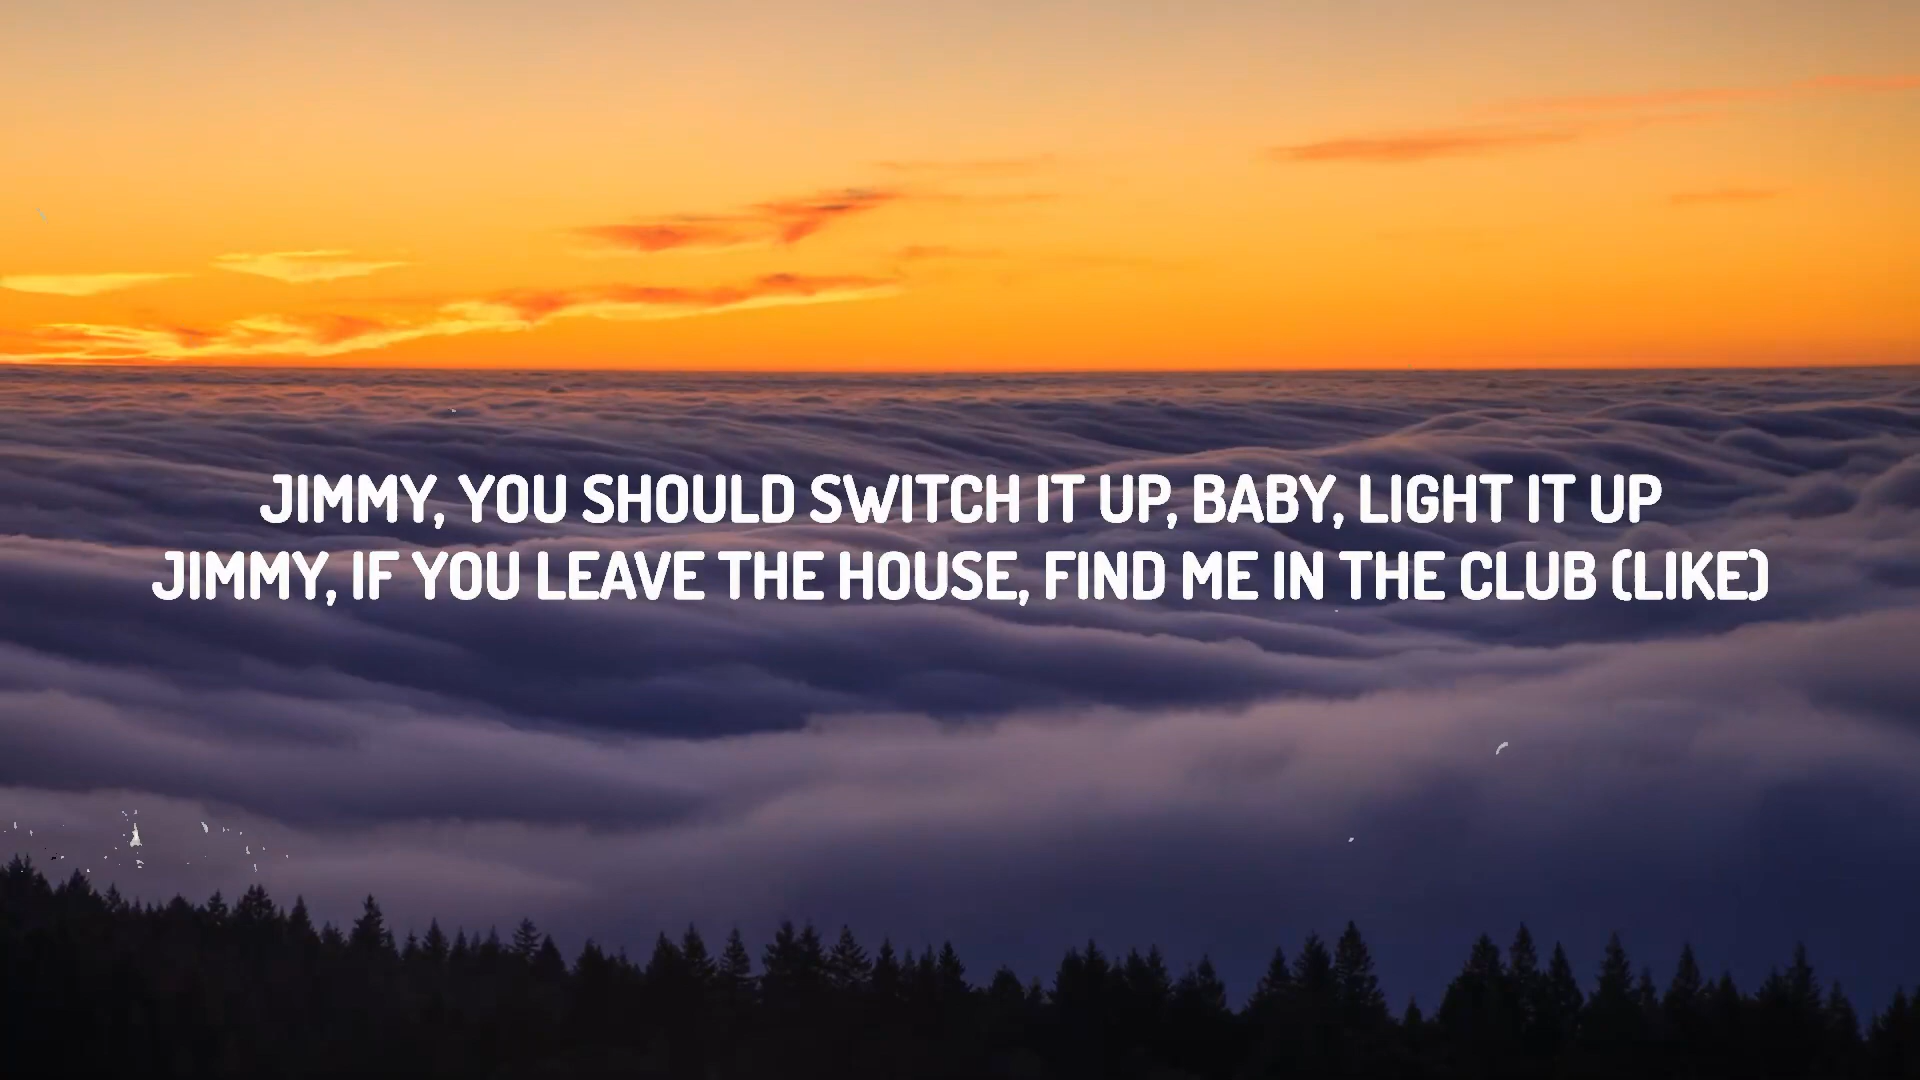 JIMMY, YOU SHOULD SWITCH IT UP, BABY, LIGHT IT UP
JIMMY, IF YOU LEAVE THE HOUSE, FIND ME IN THE CLUB (LIKE)